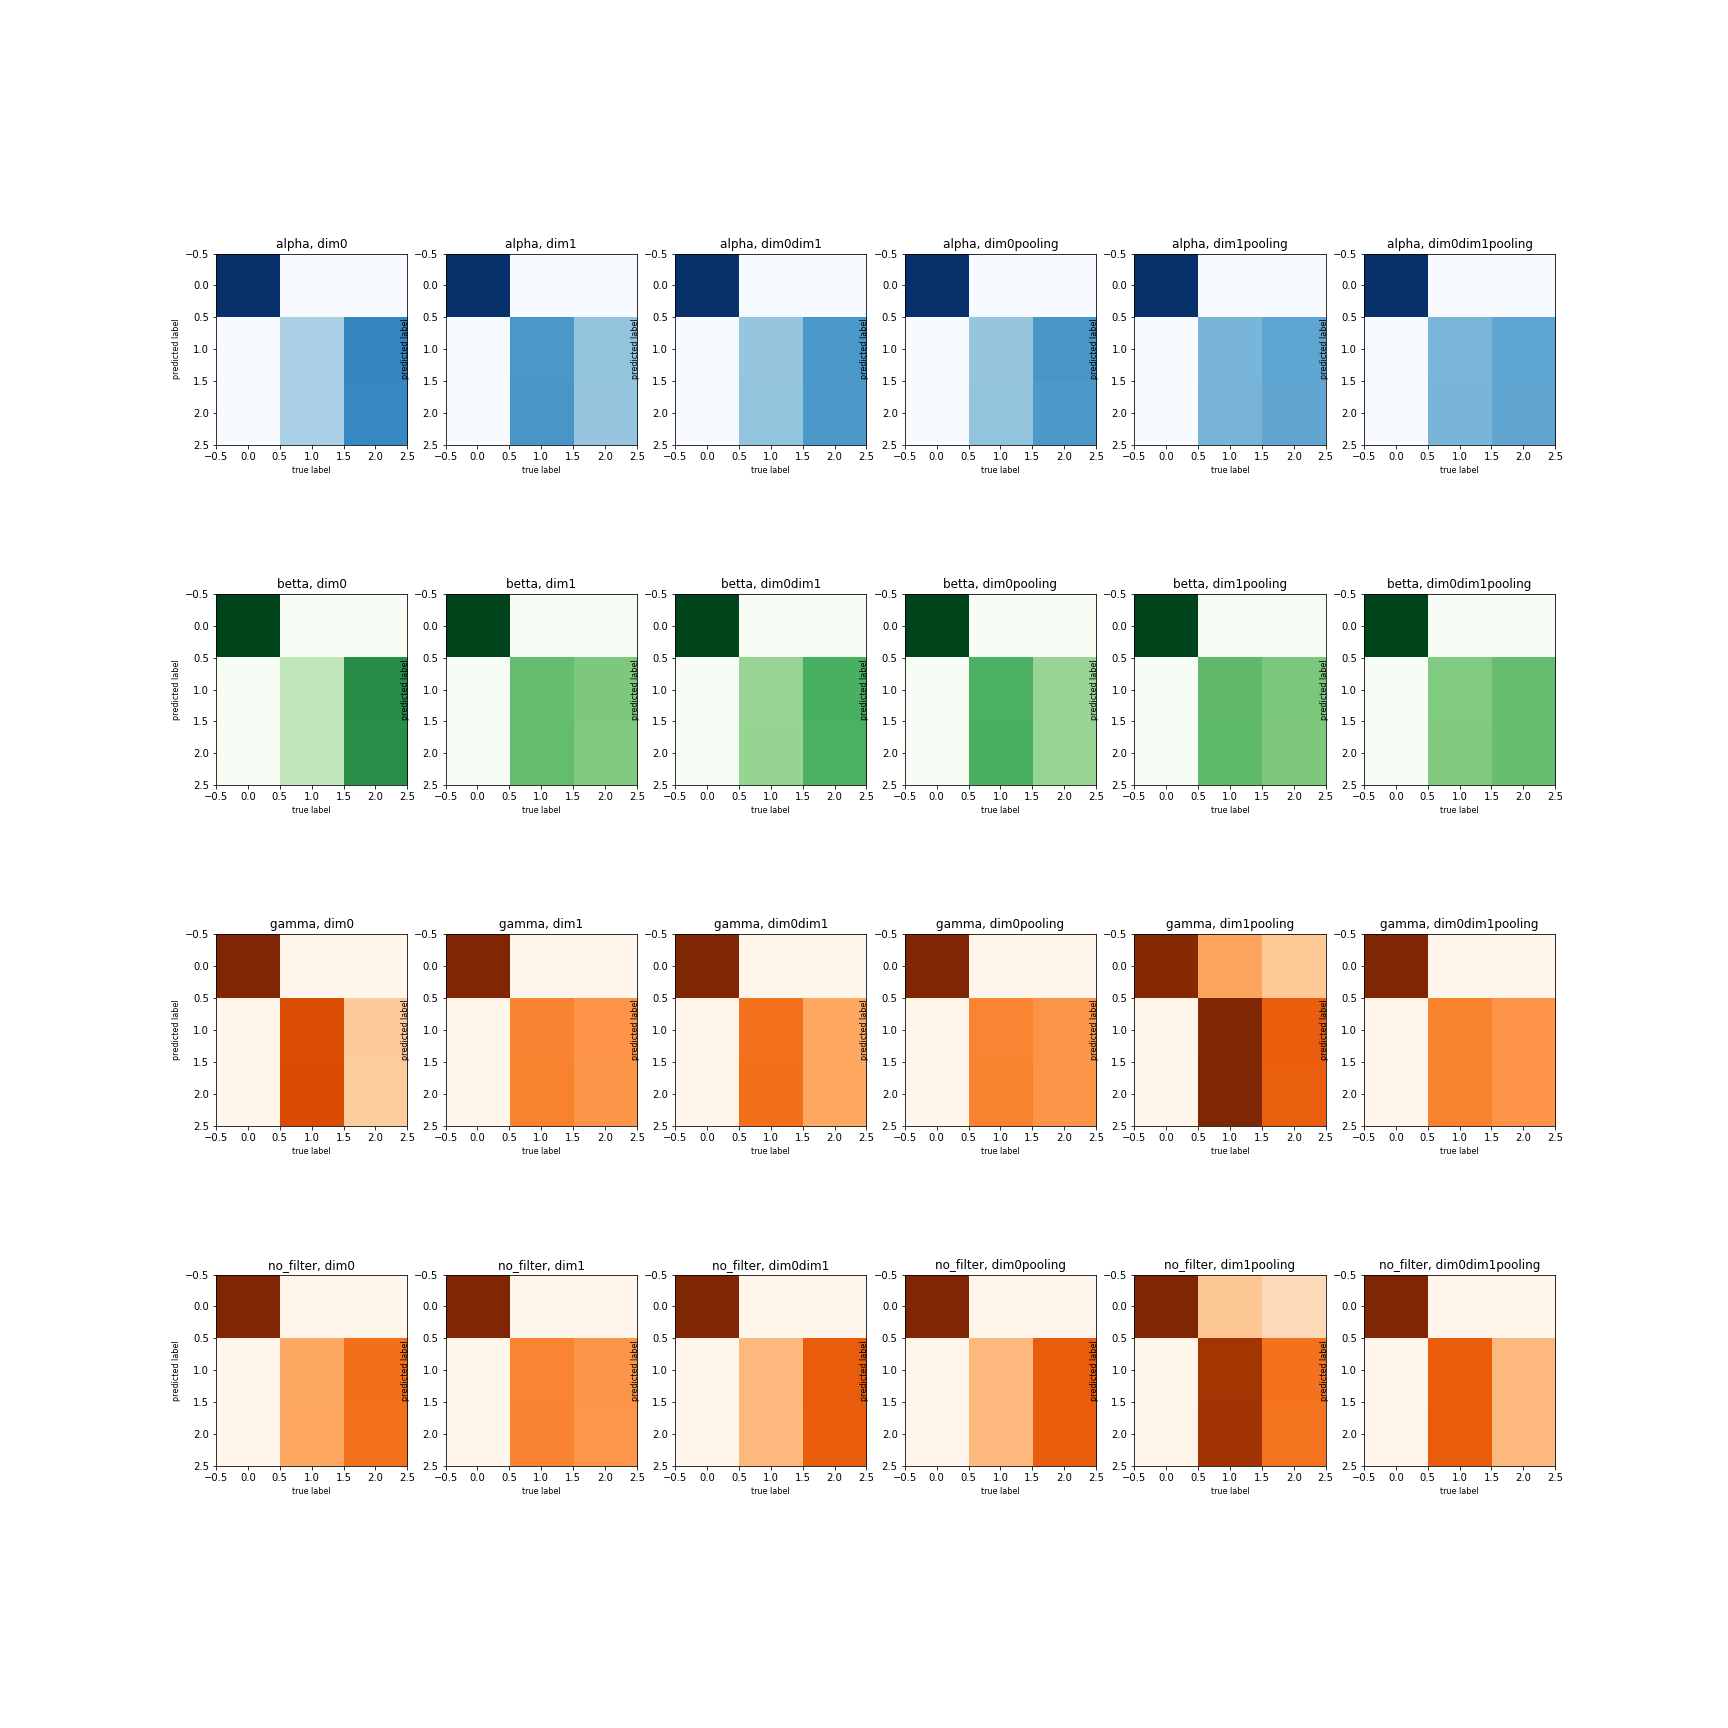 alpha, dim0 alpha, dim1 alpha, dim0dim1 alpha, dim0pooling alpha, dim1pooling alpha, dim0dim1pooling
−0.5 −0.5 −0.5 −0.5 −0.5 −0.5
0.0 0.0 0.0 0.0 0.0 0.0
0.5 0.5 0.5 0.5 0.5 0.5
1.0 1.0 1.0 1.0 1.0 1.0
1.5 1.5 1.5 1.5 1.5 1.5
2.0 2.0 2.0 2.0 2.0 2.0
2.5 2.5 2.5 2.5 2.5 2.5
predicted label predicted label predicted label predicted label predicted label predicted label
−0.5 0.0 0.5 1.0 1.5 2.0 2.5 −0.5 0.0 0.5 1.0 1.5 2.0 2.5 −0.5 0.0 0.5 1.0 1.5 2.0 2.5 −0.5 0.0 0.5 1.0 1.5 2.0 2.5 −0.5 0.0 0.5 1.0 1.5 2.0 2.5 −0.5 0.0 0.5 1.0 1.5 2.0 2.5
true label true label true label true label true label true label
betta, dim0 betta, dim1 betta, dim0dim1 betta, dim0pooling betta, dim1pooling betta, dim0dim1pooling
−0.5 −0.5 −0.5 −0.5 −0.5 −0.5
0.0 0.0 0.0 0.0 0.0 0.0
0.5 0.5 0.5 0.5 0.5 0.5
1.0 1.0 1.0 1.0 1.0 1.0
1.5 1.5 1.5 1.5 1.5 1.5
2.0 2.0 2.0 2.0 2.0 2.0
2.5 2.5 2.5 2.5 2.5 2.5
predicted label predicted label predicted label predicted label predicted label predicted label
−0.5 0.0 0.5 1.0 1.5 2.0 2.5 −0.5 0.0 0.5 1.0 1.5 2.0 2.5 −0.5 0.0 0.5 1.0 1.5 2.0 2.5 −0.5 0.0 0.5 1.0 1.5 2.0 2.5 −0.5 0.0 0.5 1.0 1.5 2.0 2.5 −0.5 0.0 0.5 1.0 1.5 2.0 2.5
true label true label true label true label true label true label
gamma, dim0 gamma, dim1 gamma, dim0dim1 gamma, dim0pooling gamma, dim1pooling gamma, dim0dim1pooling
−0.5 −0.5 −0.5 −0.5 −0.5 −0.5
0.0 0.0 0.0 0.0 0.0 0.0
0.5 0.5 0.5 0.5 0.5 0.5
1.0 1.0 1.0 1.0 1.0 1.0
1.5 1.5 1.5 1.5 1.5 1.5
2.0 2.0 2.0 2.0 2.0 2.0
2.5 2.5 2.5 2.5 2.5 2.5
predicted label predicted label predicted label predicted label predicted label predicted label
−0.5 0.0 0.5 1.0 1.5 2.0 2.5 −0.5 0.0 0.5 1.0 1.5 2.0 2.5 −0.5 0.0 0.5 1.0 1.5 2.0 2.5 −0.5 0.0 0.5 1.0 1.5 2.0 2.5 −0.5 0.0 0.5 1.0 1.5 2.0 2.5 −0.5 0.0 0.5 1.0 1.5 2.0 2.5
true label true label true label true label true label true label
no_filter, dim0 no_filter, dim1 no_filter, dim0dim1 no_filter, dim0pooling no_filter, dim1pooling no_filter, dim0dim1pooling
−0.5 −0.5 −0.5 −0.5 −0.5 −0.5
0.0 0.0 0.0 0.0 0.0 0.0
0.5 0.5 0.5 0.5 0.5 0.5
1.0 1.0 1.0 1.0 1.0 1.0
1.5 1.5 1.5 1.5 1.5 1.5
2.0 2.0 2.0 2.0 2.0 2.0
2.5 2.5 2.5 2.5 2.5 2.5
predicted label predicted label predicted label predicted label predicted label predicted label
−0.5 0.0 0.5 1.0 1.5 2.0 2.5 −0.5 0.0 0.5 1.0 1.5 2.0 2.5 −0.5 0.0 0.5 1.0 1.5 2.0 2.5 −0.5 0.0 0.5 1.0 1.5 2.0 2.5 −0.5 0.0 0.5 1.0 1.5 2.0 2.5 −0.5 0.0 0.5 1.0 1.5 2.0 2.5
true label true label true label true label true label true label